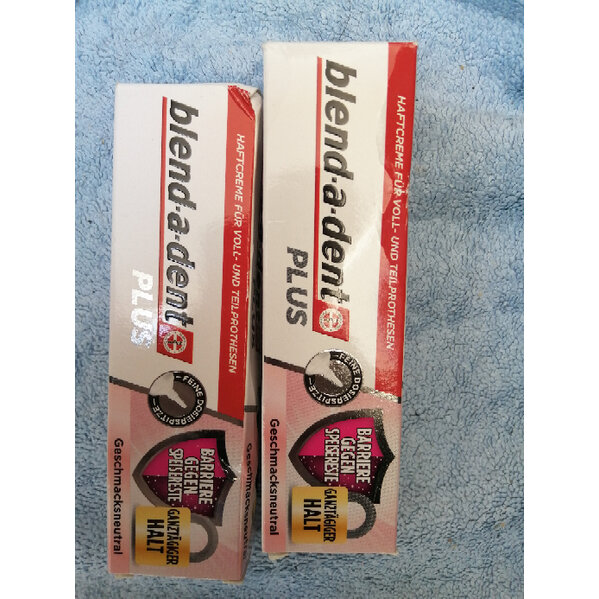 HAFTCREME FÜR VOLL- UND TEILPROTHESEN
blend-a-dent
PLUS
FEINE DOSIERSPITZE
BARRIERE
GEGEN
SPEISERESTE
GANZTÄGIGER
HALT
Geschmacksneutral
HAFTCREME FÜR VOLL- UND TEILPROTHESEN
blend-a-dent
PLUS
FEINE DOSIERSPITZE
BARRIERE
GEGEN
SPEISERESTE
GANZTÄGIGER
HALT
Geschmacksneutral